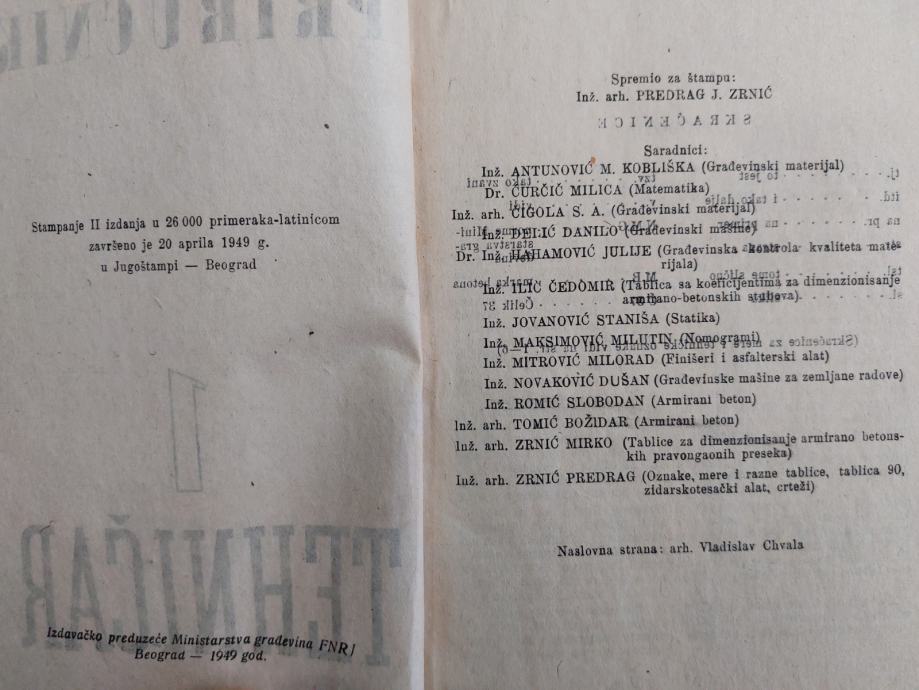 PRIRUČNIK
Štampanje II izdanja u 26 000 primeraka-latinicom
završeno je 20 aprila 1949 g.
u Jugoštampi — Beograd
1
TEHNIČAR
Izdavačko preduzeće Ministarstva građevina FNRJ
Beograd — 1949 god.
Spremio za štampu:
Inž. arh. PREDRAG J. ZRNIĆ
SKRAĆENICE
Saradnici:
Inž. ANTUNOVIĆ M. KOBLIŠKA (Građevinski materijal)
Dr. ĆURČIĆ MILICA (Matematika)
Inž. arh. CIGOLA S. A. (Građevinski materijal)
Inž. DELIĆ DANILO (Građevinski mašine)
Dr. Inž. HAHAMOVIĆ JULIJE (Građevinska kontrola kvaliteta mate-
rijala)
Inž. ILIĆ ČEDOMIR (Tablica sa koeficijentima za dimenzionisanje
armirano-betonskih stubova)
Inž. JOVANOVIĆ STANIŠA (Statika)
Inž. MAKSIMOVIĆ MILUTIN (Nomogrami)
Inž. MITROVIĆ MILORAD (Finišeri i asfalterski alat)
Inž. NOVAKOVIĆ DUŠAN (Građevinske mašine za zemljane radove)
Inž. ROMIĆ SLOBODAN (Armirani beton)
Inž. arh. TOMIĆ BOŽIDAR (Armirani beton)
Inž. arh. ZRNIĆ MIRKO (Tablice za dimenzionisanje armirano betons-
kih pravongaonih preseka)
Inž. arh. ZRNIĆ PREDRAG (Oznake, mere i razne tablice, tablica 90,
zidarskotesački alat, crteži)
Naslovna strana: arh. Vladislav Chvala